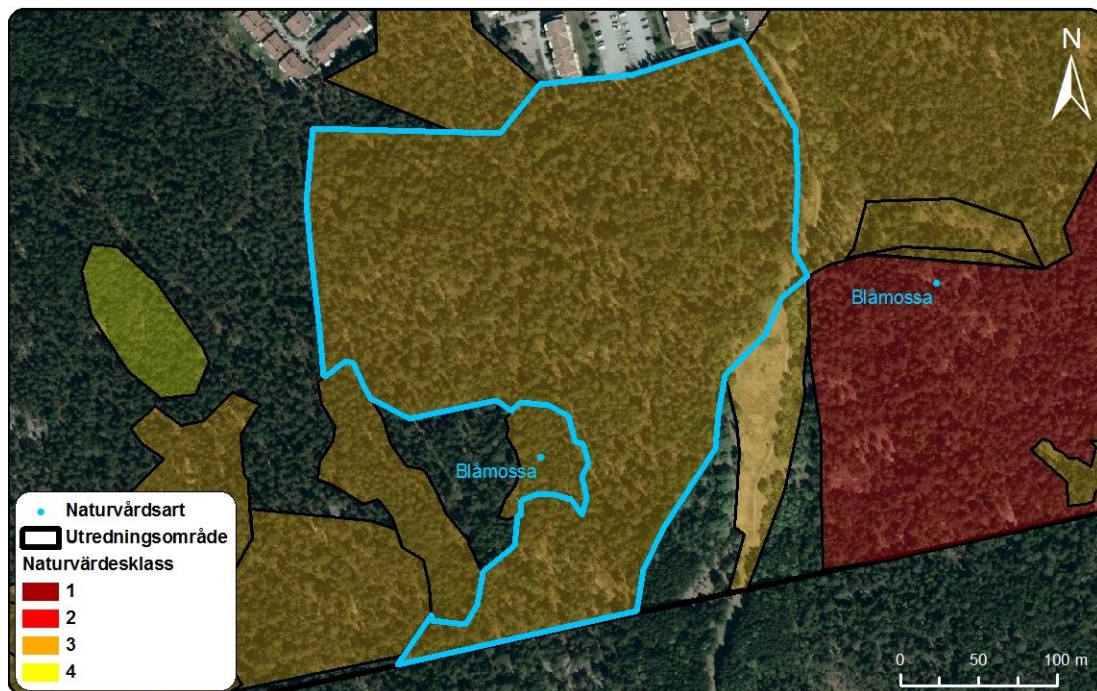 N
Blåmossa
Blåmossa
Naturvårdsart
Utredningsområde
Naturvärdesklass
1
2
3
4
0 50 100 m